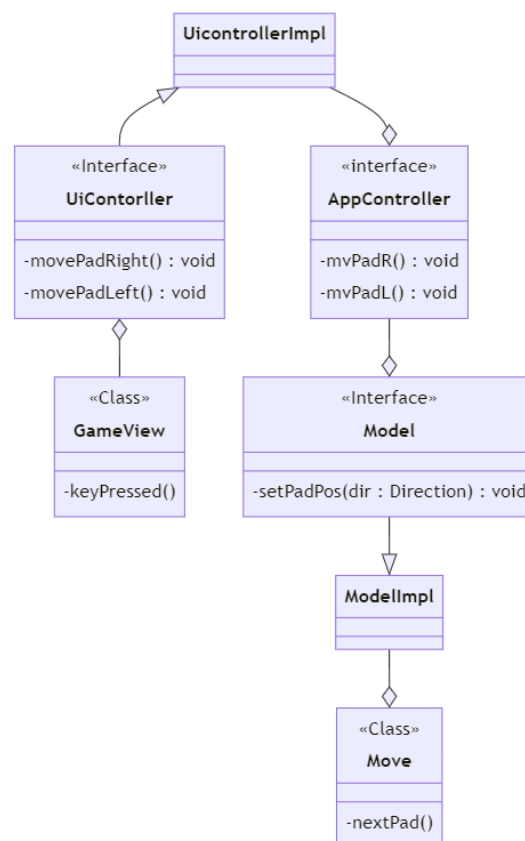 UicontrollerImpl
«Interface»
UiContorller
-movePadRight() : void
-movePadLeft() : void
«interface»
AppController
-mvPadR() : void
-mvPadL() : void
«Class»
GameView
-keyPressed()
«Interface»
Model
-setPadPos(dir : Direction) : void
ModelImpl
«Class»
Move
-nextPad()